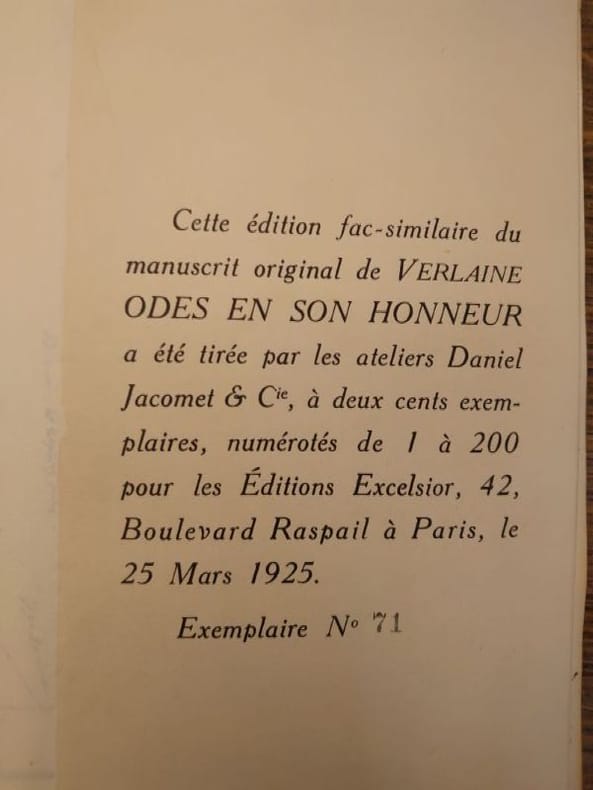 Cette édition fac-similaire du
manuscrit original de VERLAINE
ODES EN SON HONNEUR
a été tirée par les ateliers Daniel
Jacomet & Cie, à deux cents exem-
plaires, numérotés de 1 à 200
pour les Éditions Excelsior, 42,
Boulevard Raspail à Paris, le
25 Mars 1925.
Exemplaire No 71